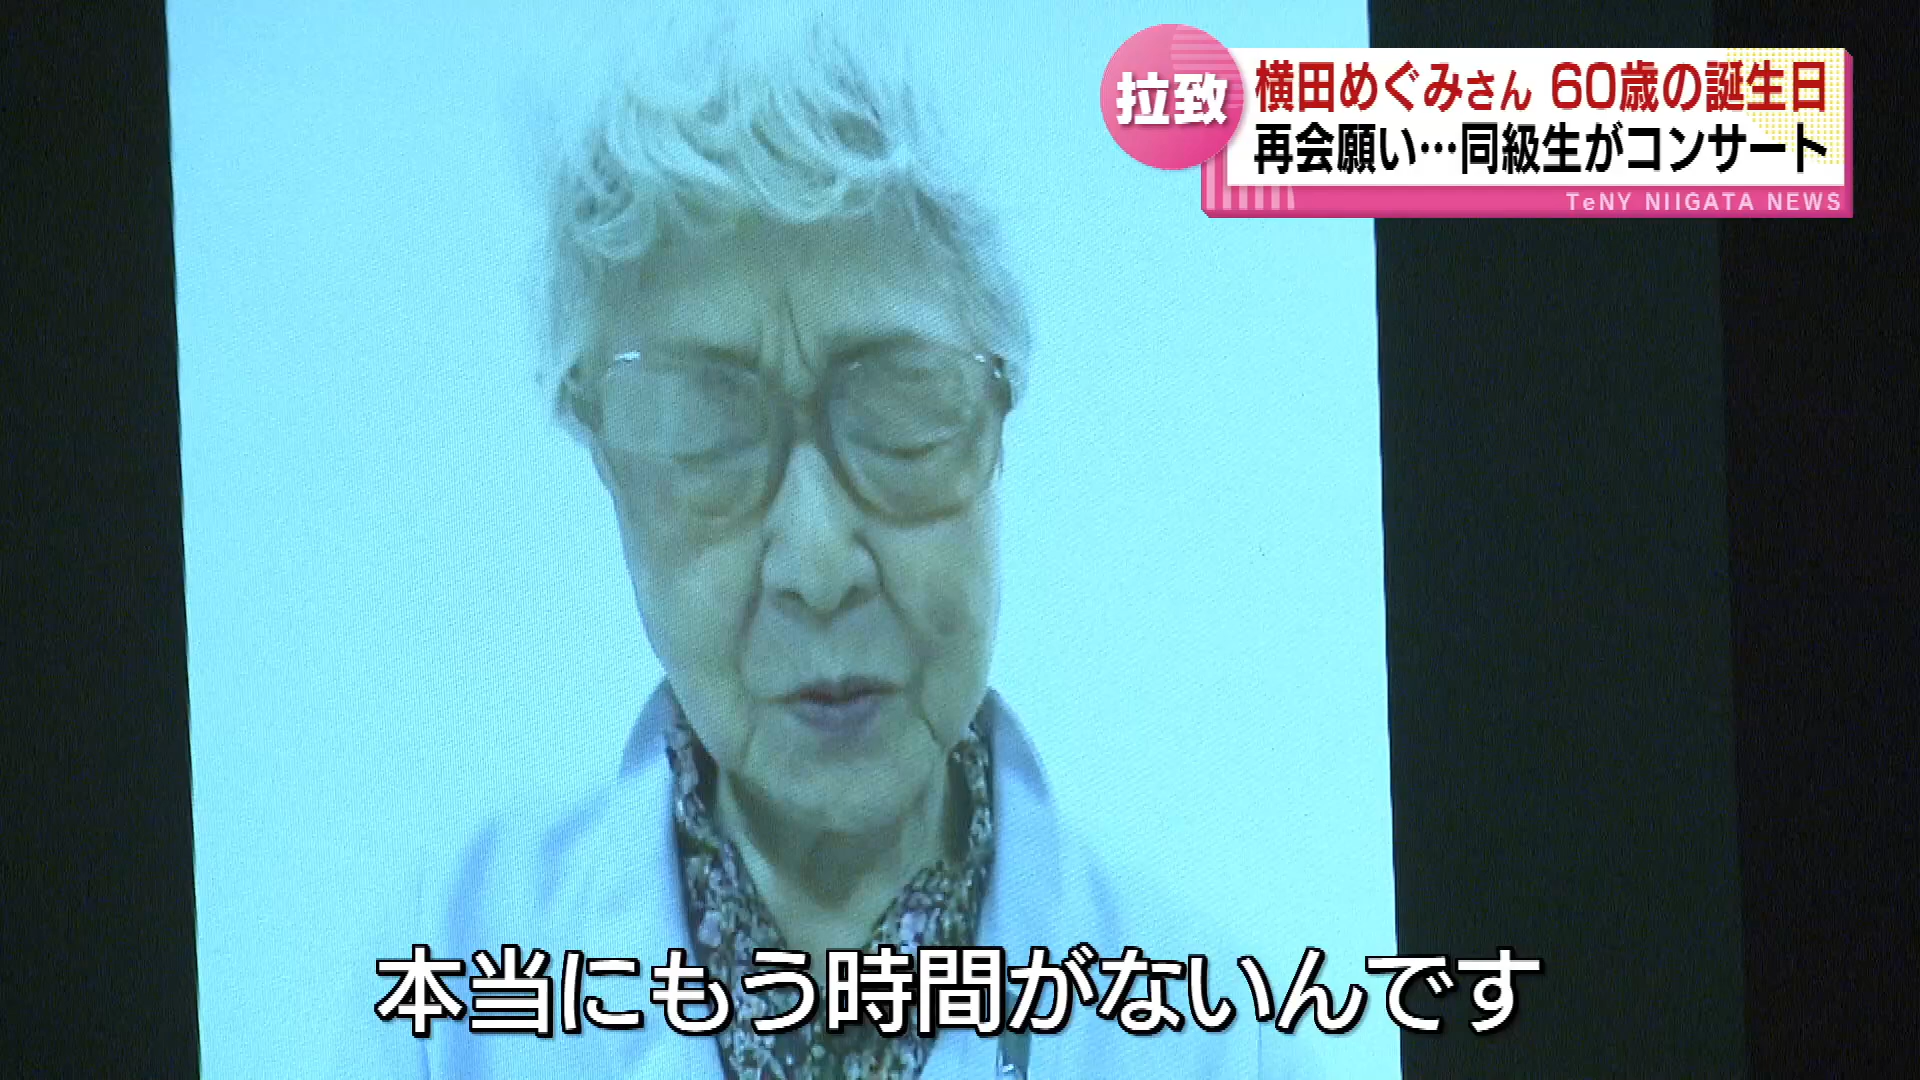 拉致
横田めぐみさん 60歳の誕生日
再会願い…同級生がコンサート
TeNY NIIGATA NEWS
本当にもう時間がないんです